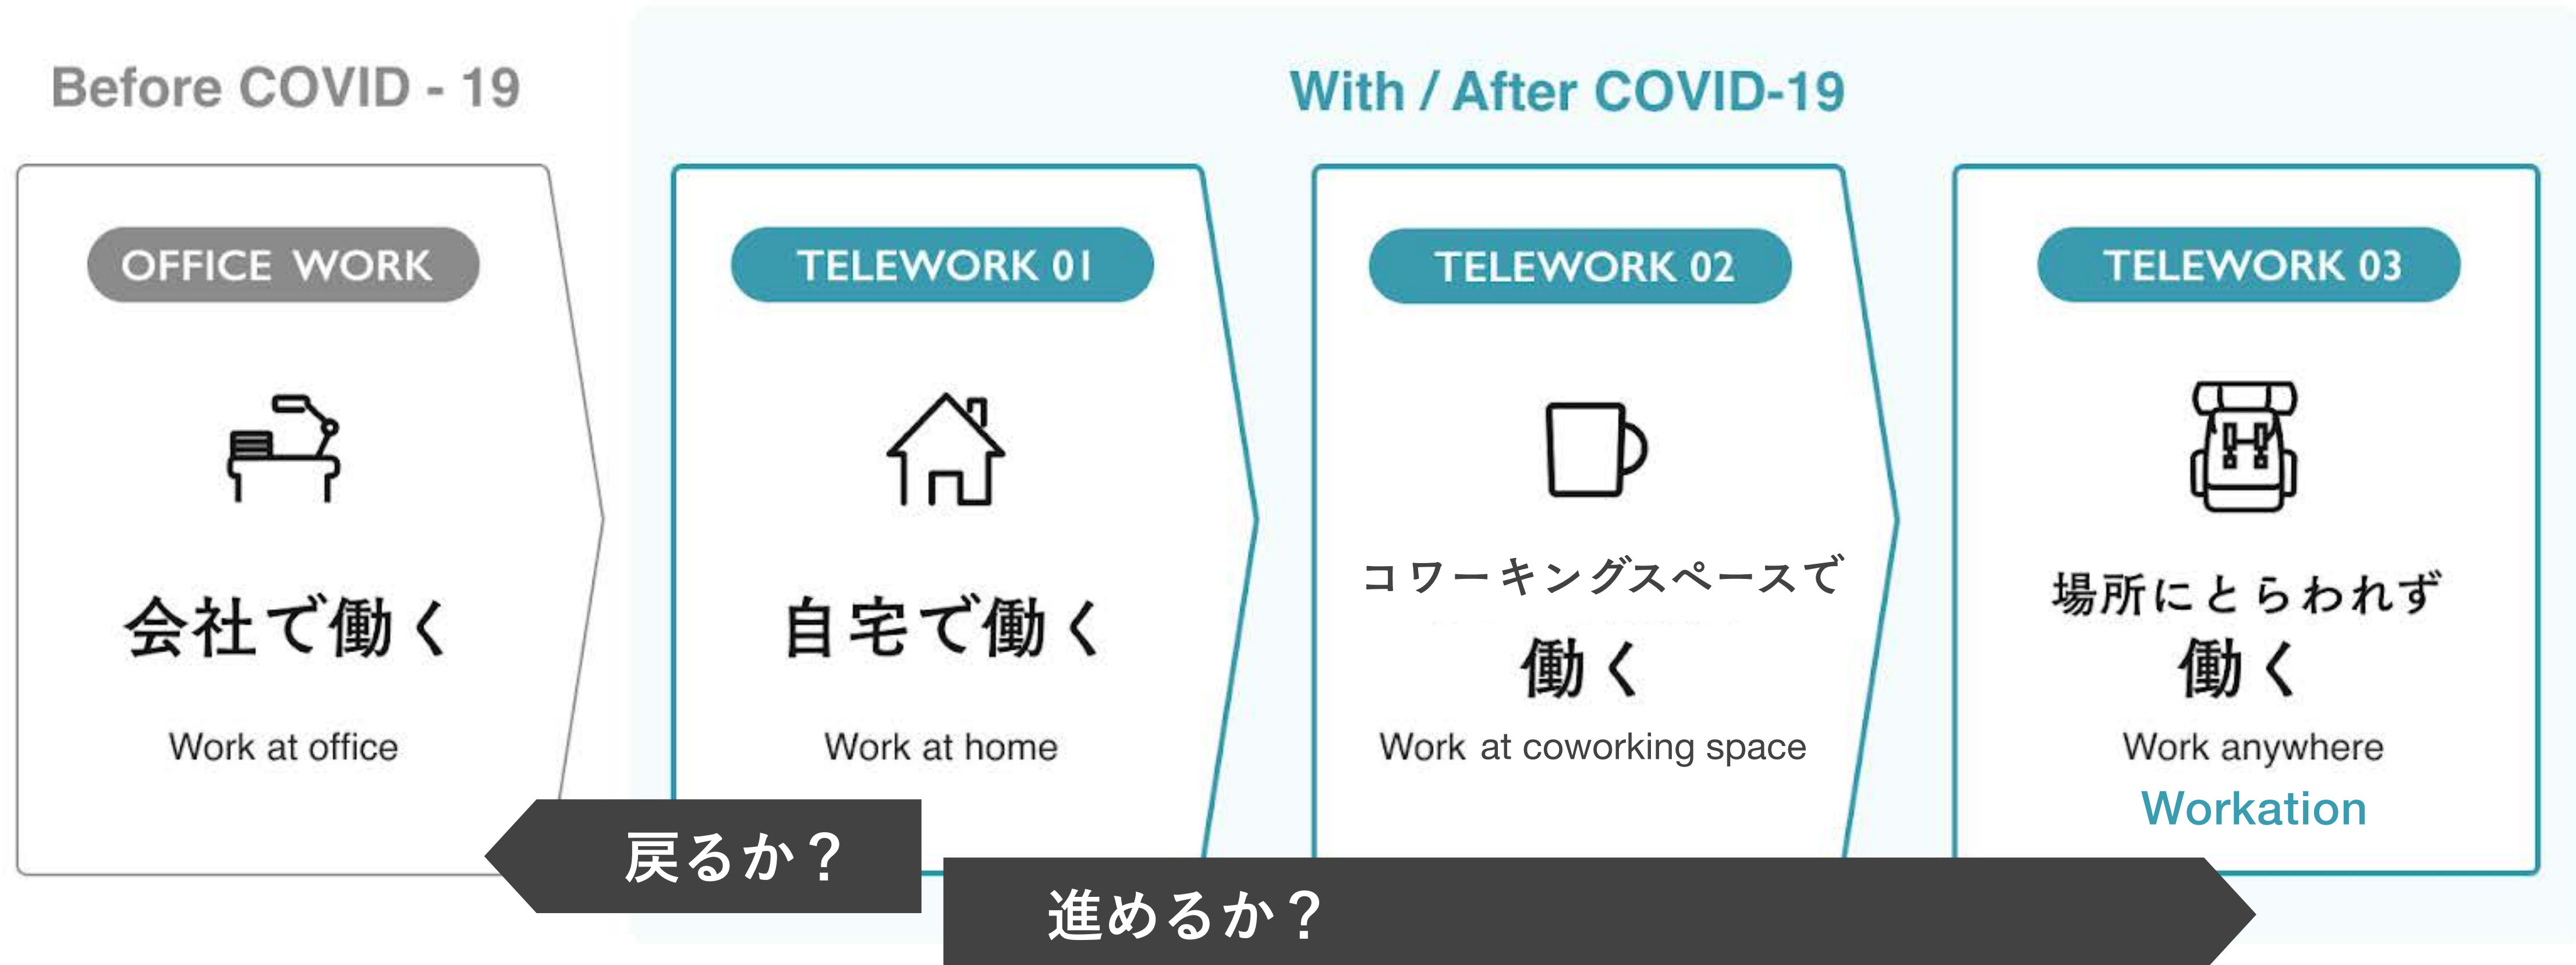 Before COVID - 19
With / After COVID-19
OFFICE WORK
会社で働く
Work at office
TELEWORK 01
自宅で働く
Work at home
TELEWORK 02
コワーキングスペースで
働く
Work at coworking space
TELEWORK 03
場所にとらわれず
働く
Work anywhere
Workation
戻るか？
進めるか？